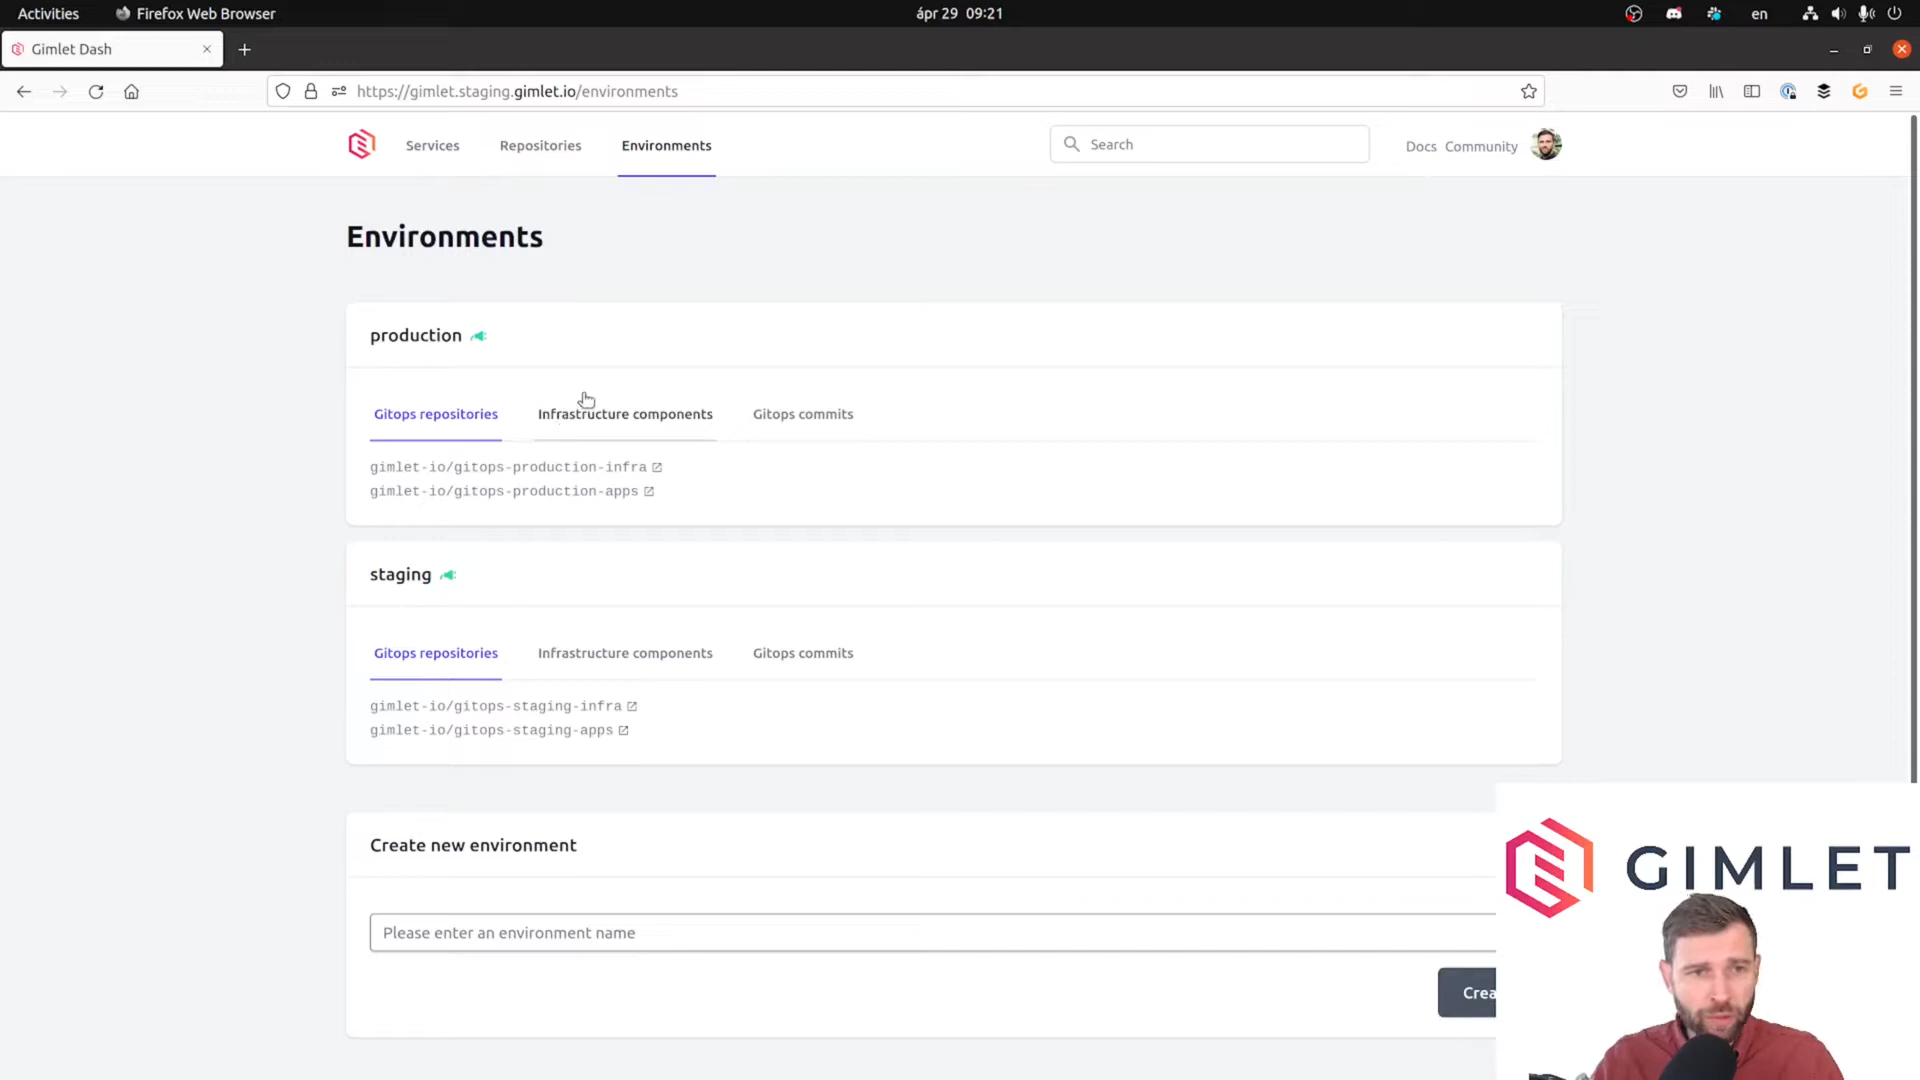 Activities
Firefox Web Browser
ápr 29 09:21
en
Gimlet Dash
https://gimlet.staging.gimlet.io/environments
Services
Repositories
Environments
Search
Docs
Community
Environments
production
Gitops repositories
Infrastructure components
Gitops commits
gimlet-io/gitops-production-infra
gimlet-io/gitops-production-apps
staging
Gitops repositories
Infrastructure components
Gitops commits
gimlet-io/gitops-staging-infra
gimlet-io/gitops-staging-apps
Create new environment
Please enter an environment name
Crea
GIMLET